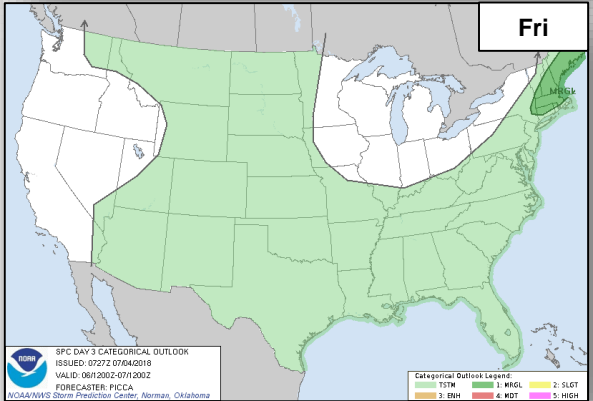 Fri
MRGL
NOAA
SPC DAY 3 CATEGORICAL OUTLOOK
ISSUED: 0727Z 07/04/2018
VALID: 06/1200Z-07/1200Z
FORECASTER: PICCA
NOAA/NWS Storm Prediction Center, Norman, Oklahoma
Categorical Outlook Legend:
TSTM 1: MRGL 2: SLGT
3: ENH 4: MDT 5: HIGH